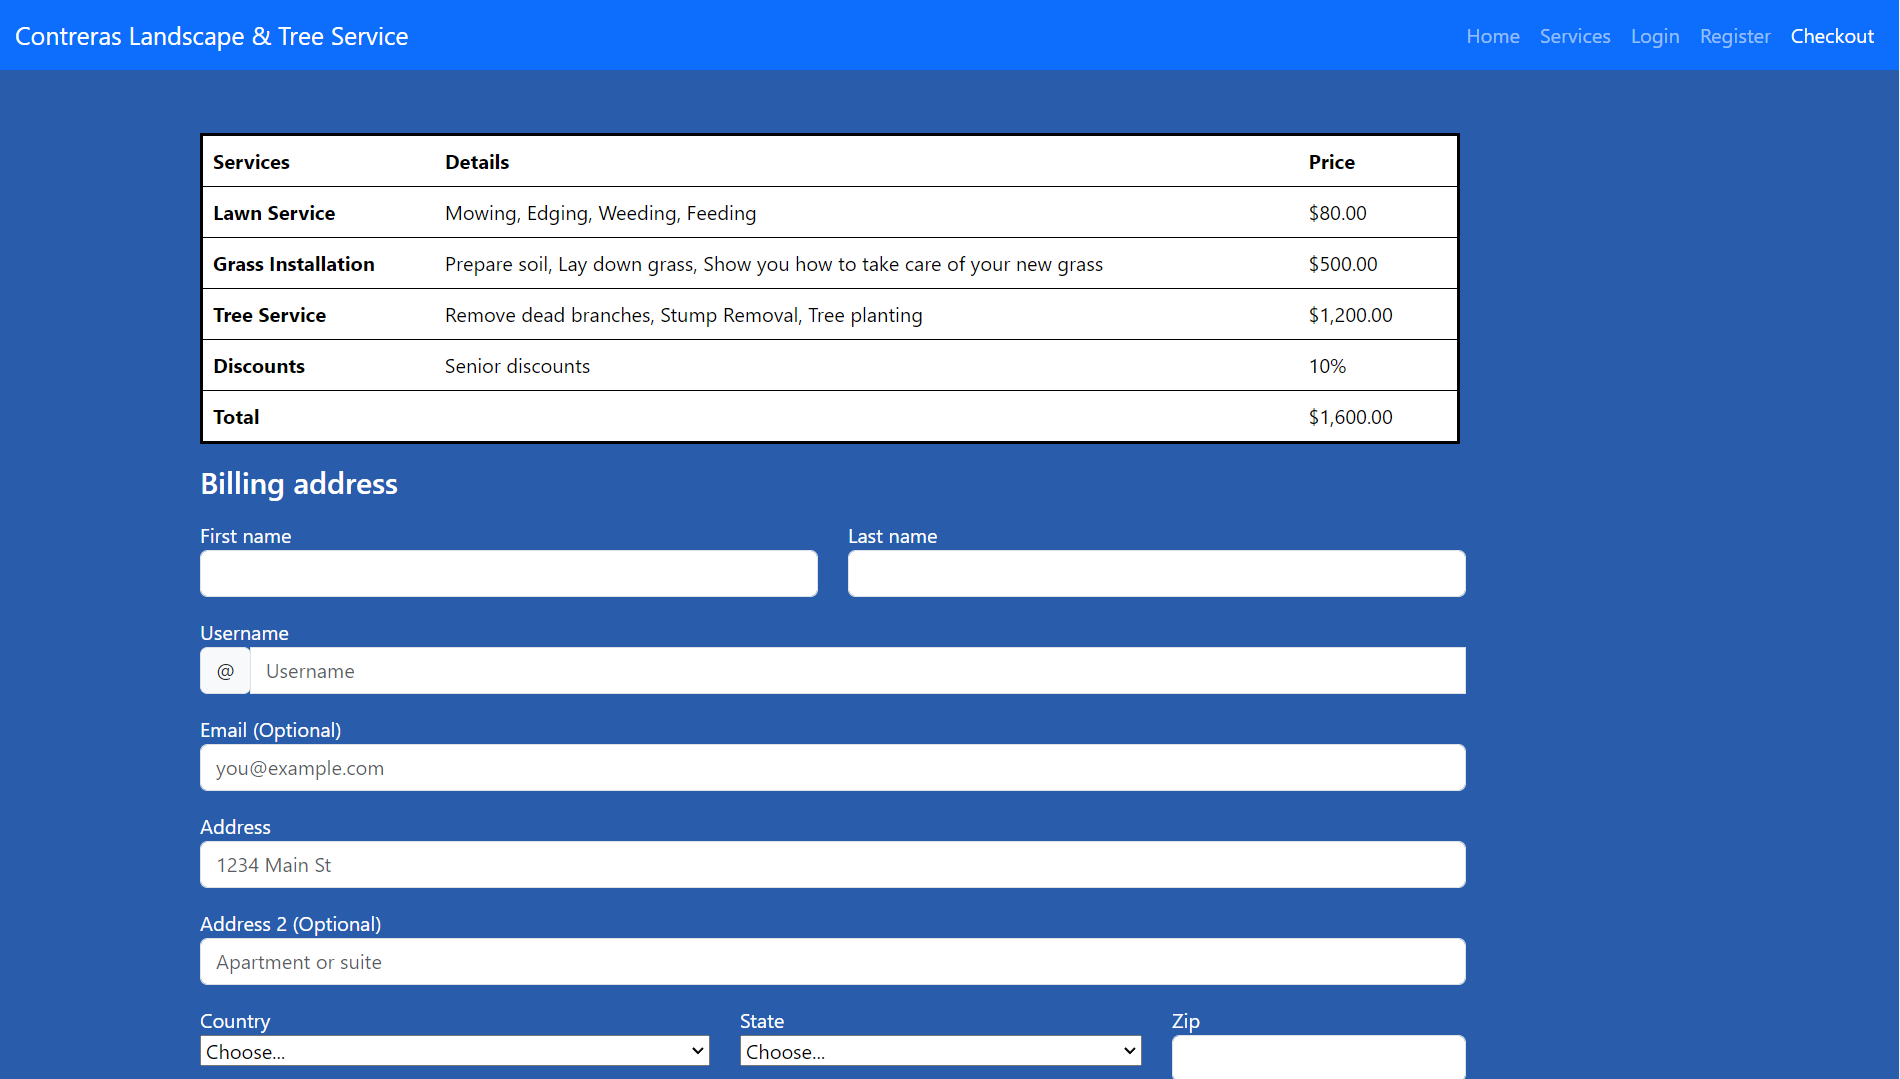 Contreras Landscape & Tree Service Home Services Login Register Checkout
Services Details Price
Lawn Service Mowing, Edging, Weeding, Feeding $80.00
Grass Installation Prepare soil, Lay down grass, Show you how to take care of your new grass $500.00
Tree Service Remove dead branches, Stump Removal, Tree planting $1,200.00
Discounts Senior discounts 10%
Total $1,600.00
Billing address
First name Last name
Username
@ Username
Email (Optional)
you@example.com
Address
1234 Main St
Address 2 (Optional)
Apartment or suite
Country State Zip
Choose... Choose...